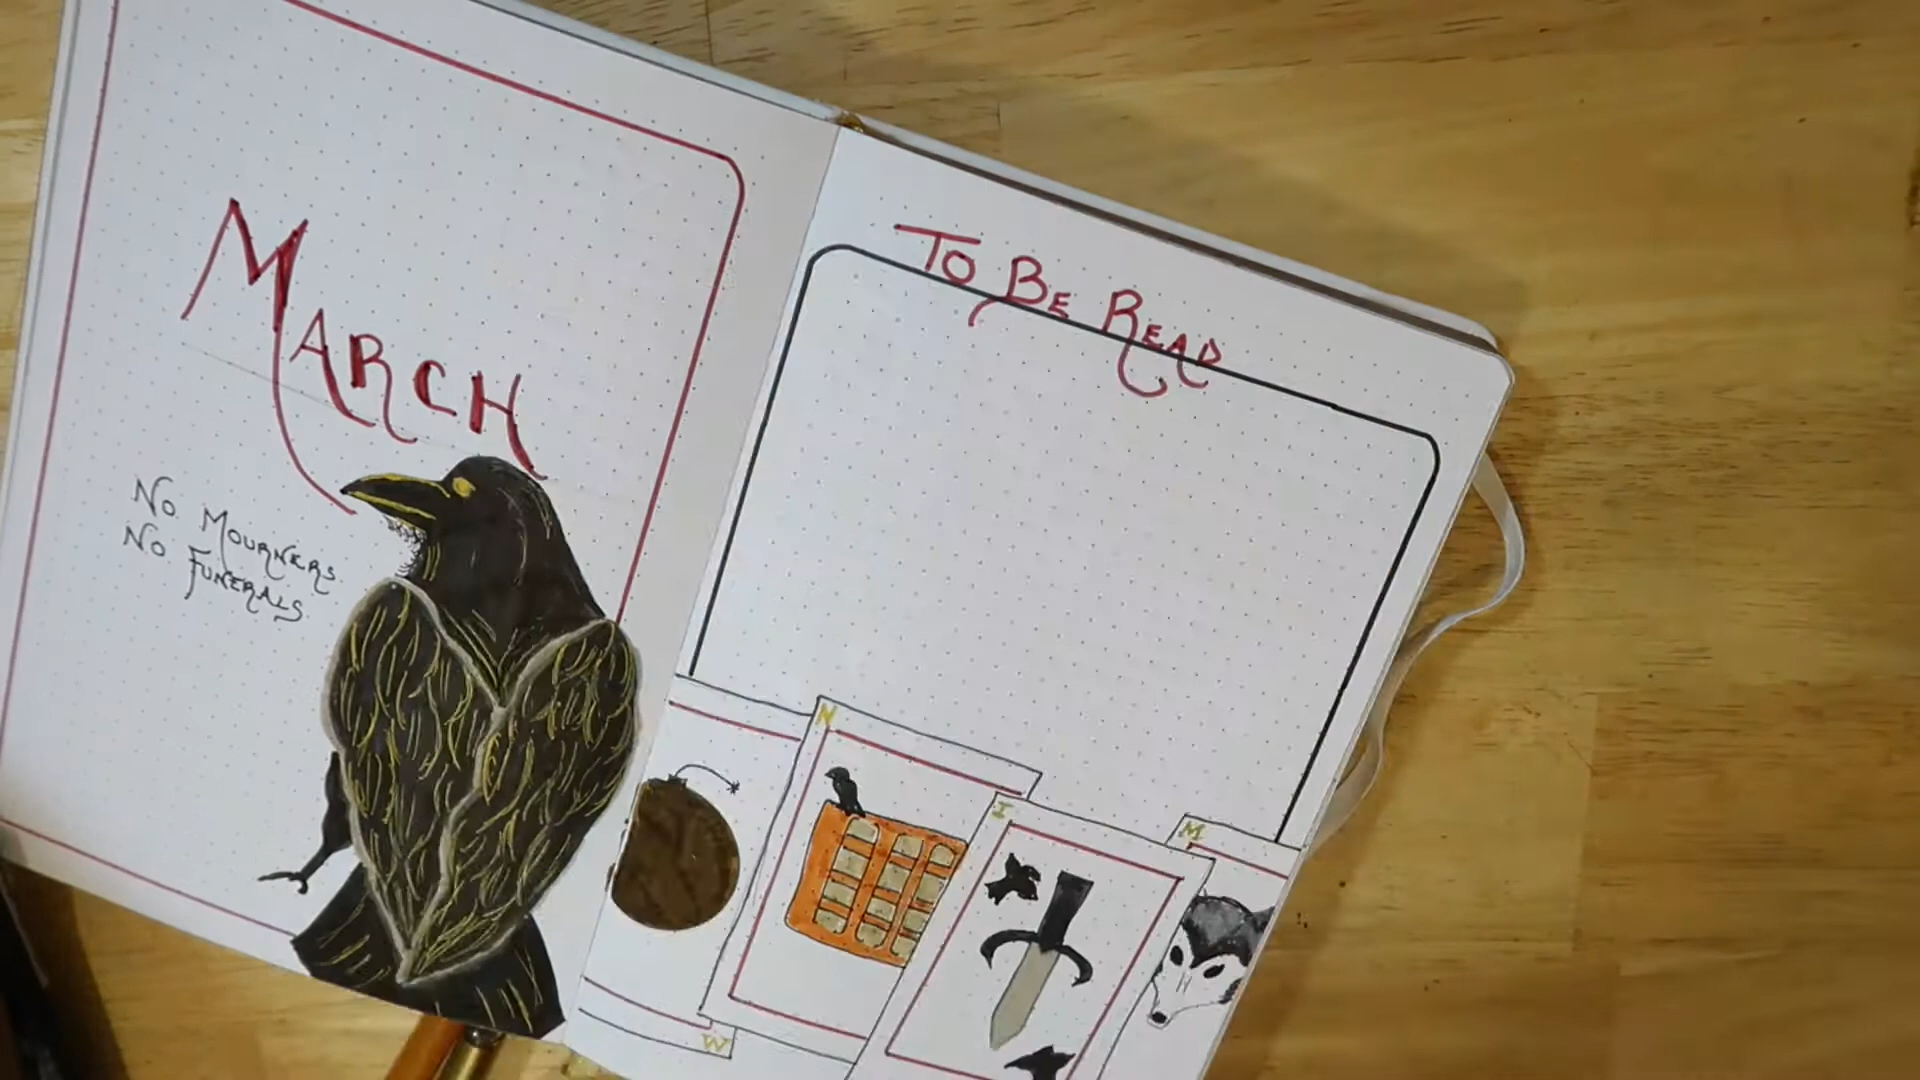 March
No Mourners
No Funerals
To Be Read
N
I
M
W